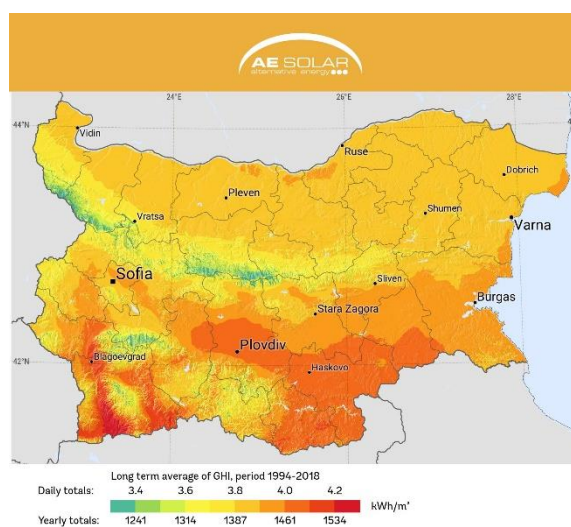 AE SOLAR
alternative energy
24°E 26°E 28°E
44°N
Vidin
Ruse
Dobrich
Pleven
Shumen
Vratsa
Varna
Sofia
Sliven
Burgas
Stara Zagora
Plovdiv
42°N
Blagoevgrad
Haskovo
Long term average of GHI, period 1994-2018
Daily totals: 3.4 3.6 3.8 4.0 4.2
kWh/m²
Yearly totals: 1241 1314 1387 1461 1534